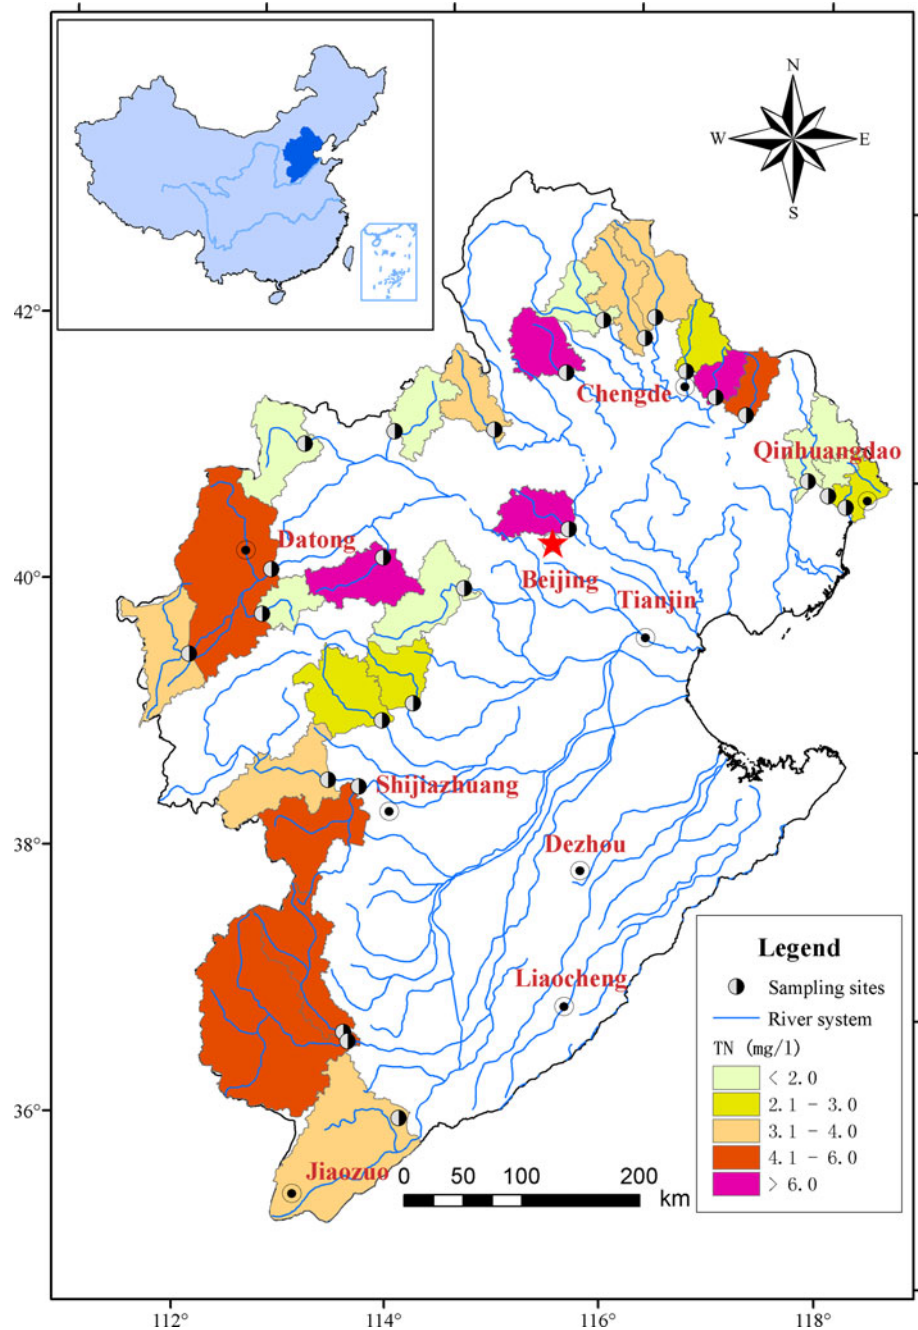 N
W
E
S
42°
Chengde
Qinhuangdao
Datong
40°
Beijing
Tianjin
Shijiazhuang
38°
Dezhou
Liaocheng
36°
Jiaozuo
Legend
Sampling sites
River system
TN (mg/l)
< 2.0
2.1 - 3.0
3.1 - 4.0
4.1 - 6.0
> 6.0
0 50 100 200
km
112° 114° 116° 118°